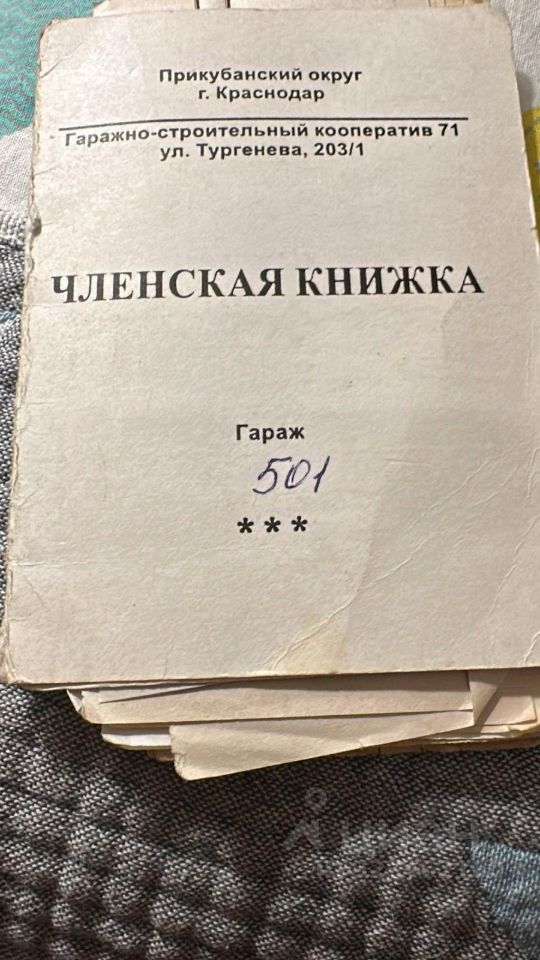 Прикубанский округ
г. Краснодар
Гаражно-строительный кооператив 71
ул. Тургенева, 203/1
ЧЛЕНСКАЯ КНИЖКА
Гараж
501
***